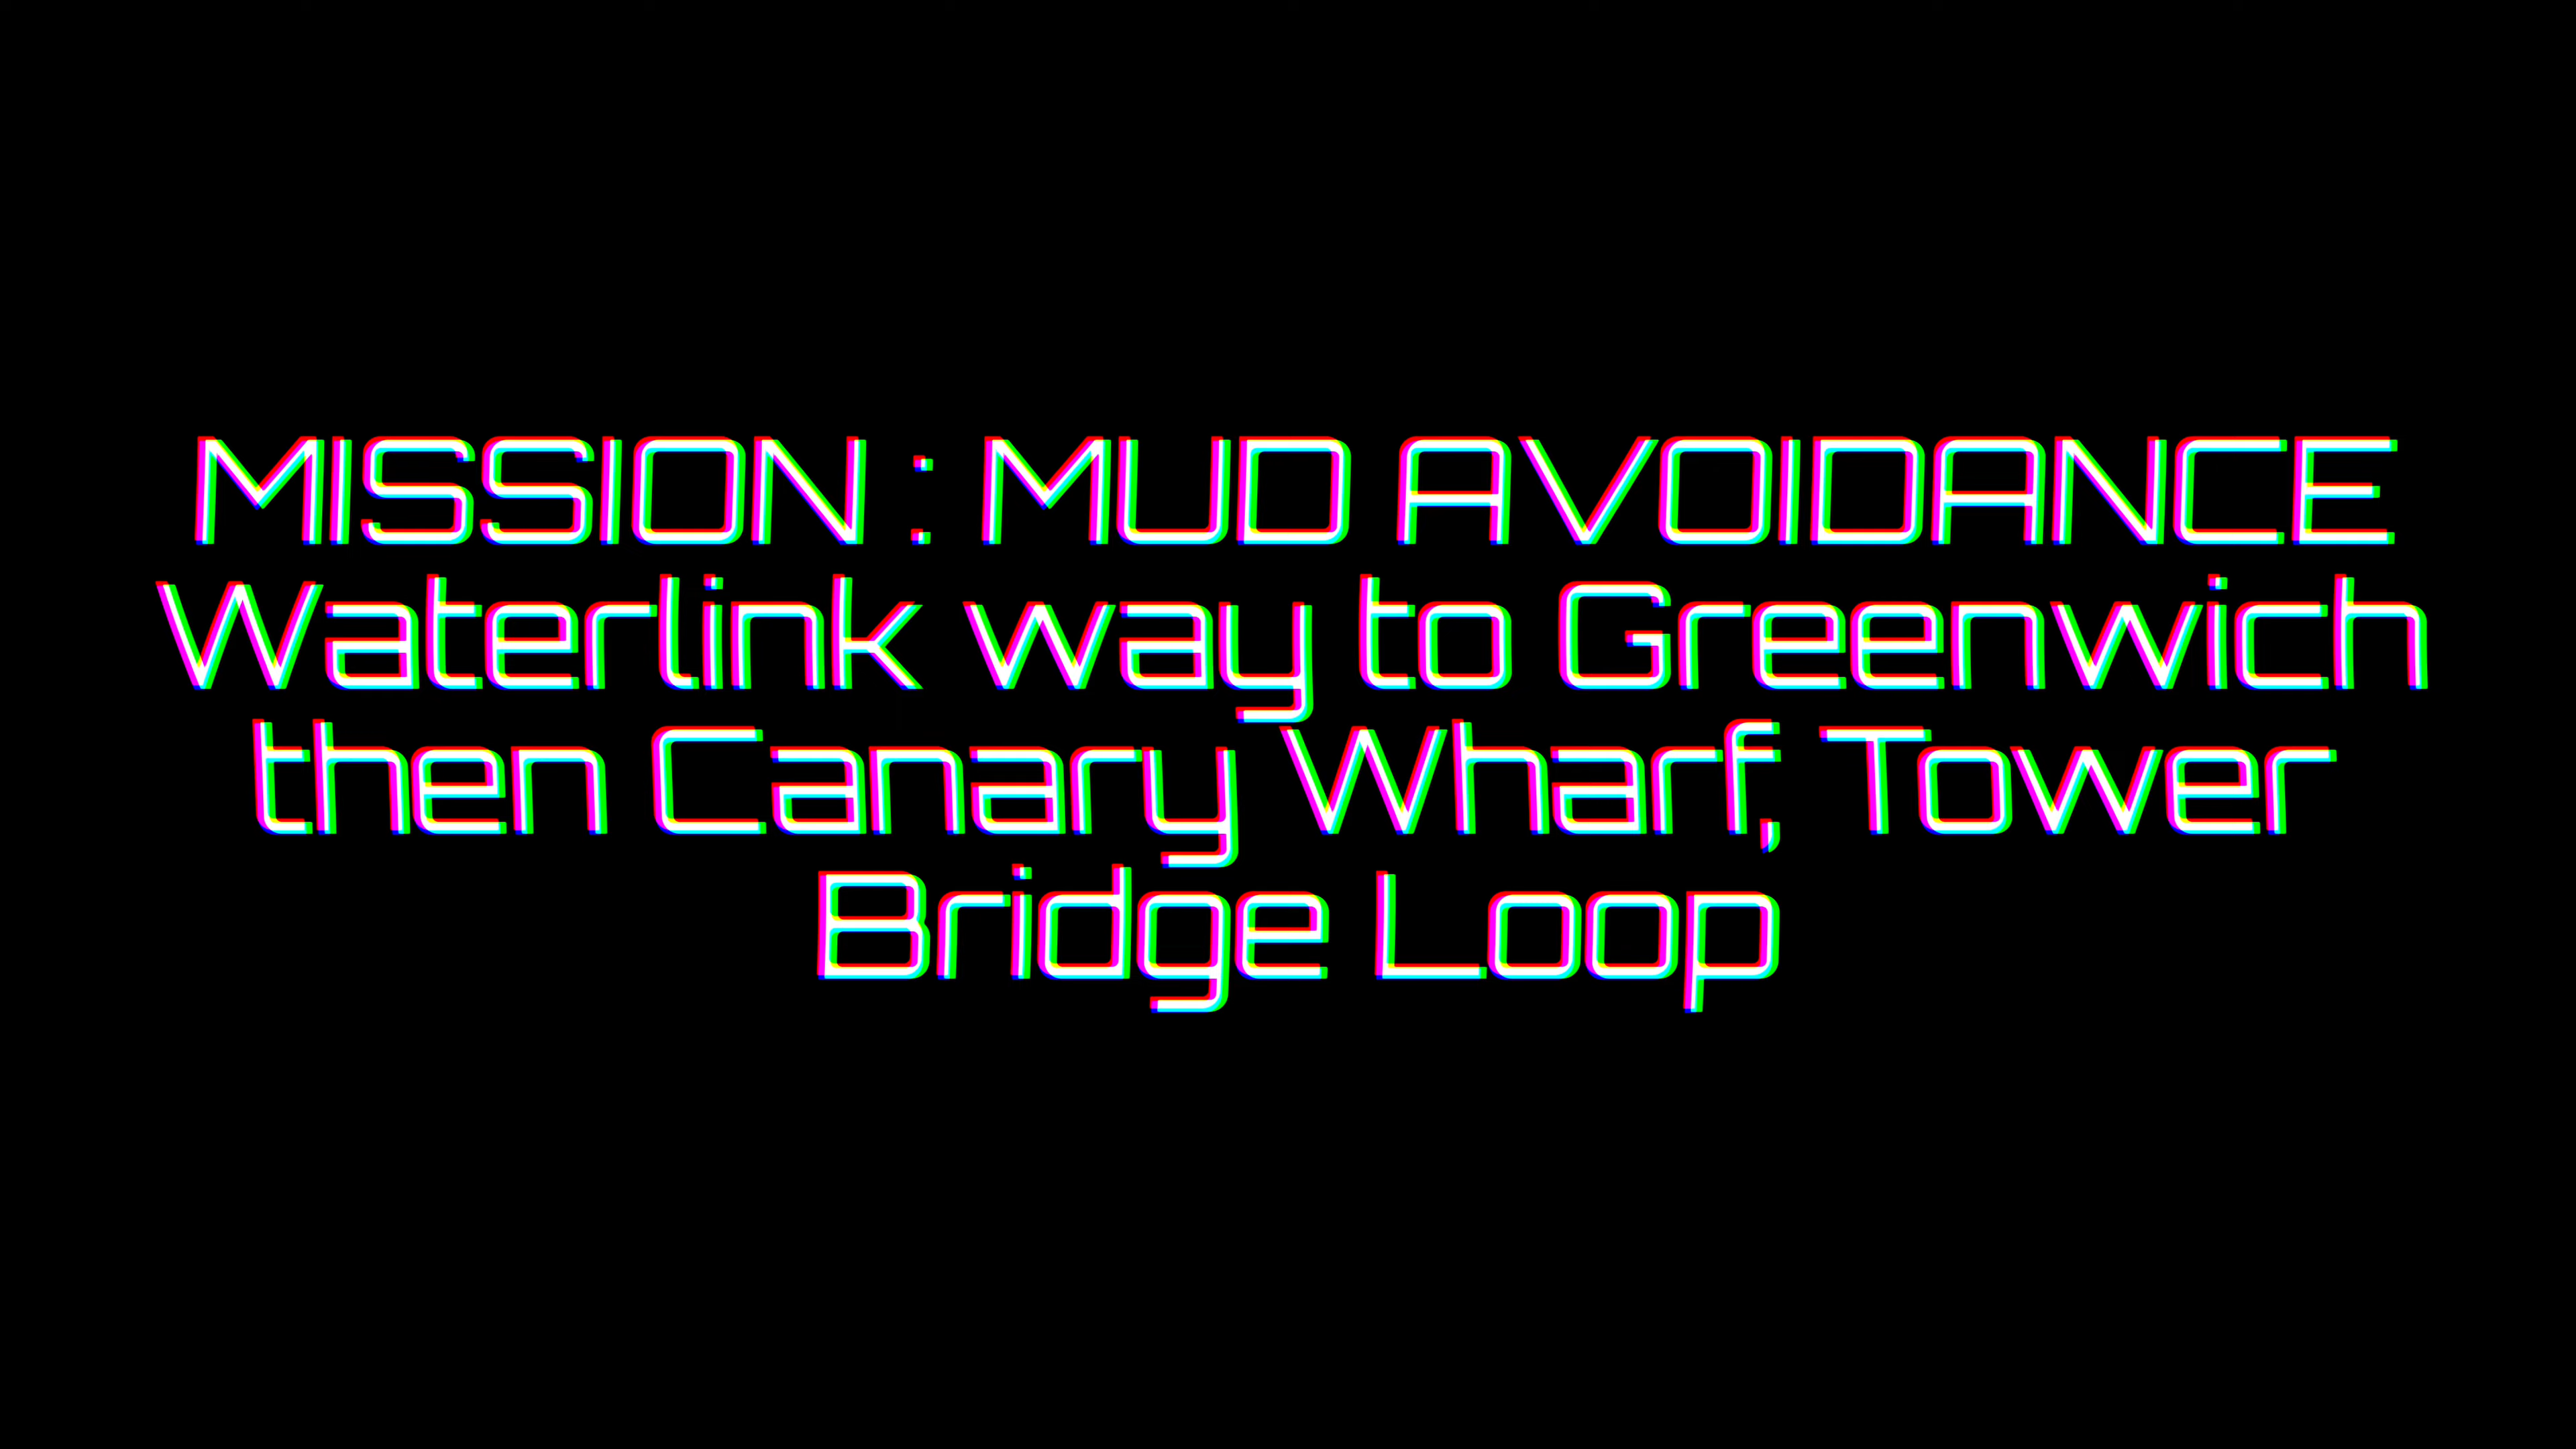 MISSION : MUD AVOIDANCE
Waterlink way to Greenwich
then Canary Wharf, Tower
Bridge Loop